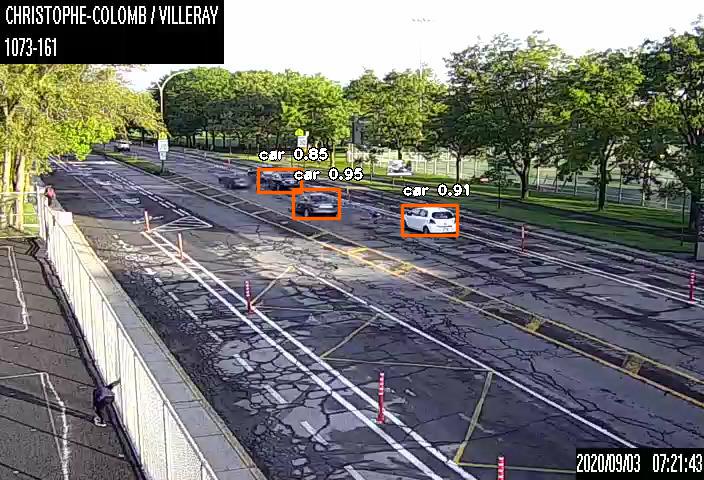 CHRISTOPHE-COLOMB / VILLERAY
1073-161
car 0.85
car 0.95
car 0.91
2020/09/03 07:21:43